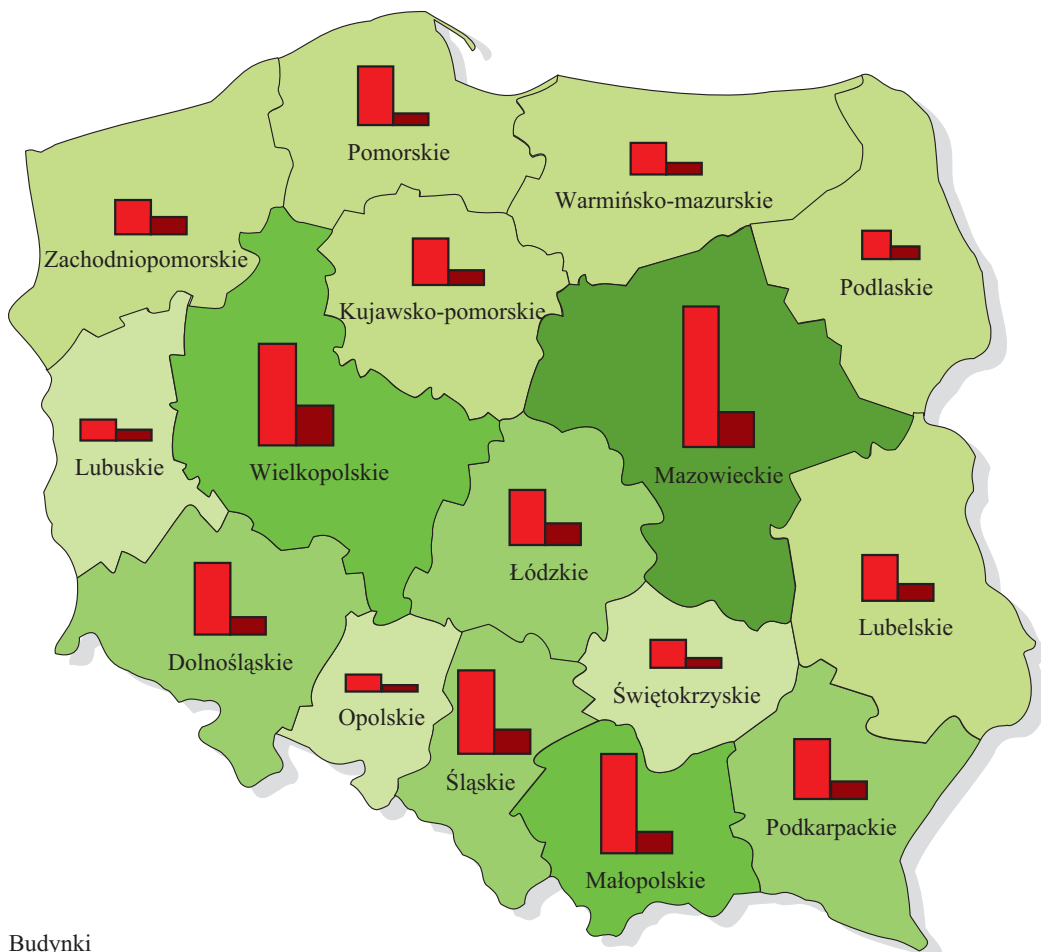 Pomorskie
Warmińsko-mazurskie
Zachodniopomorskie
Podlaskie
Kujawsko-pomorskie
Lubuskie
Wielkopolskie
Mazowieckie
Łódzkie
Lubelskie
Dolnośląskie
Świętokrzyskie
Opolskie
Śląskie
Podkarpackie
Małopolskie
Budynki